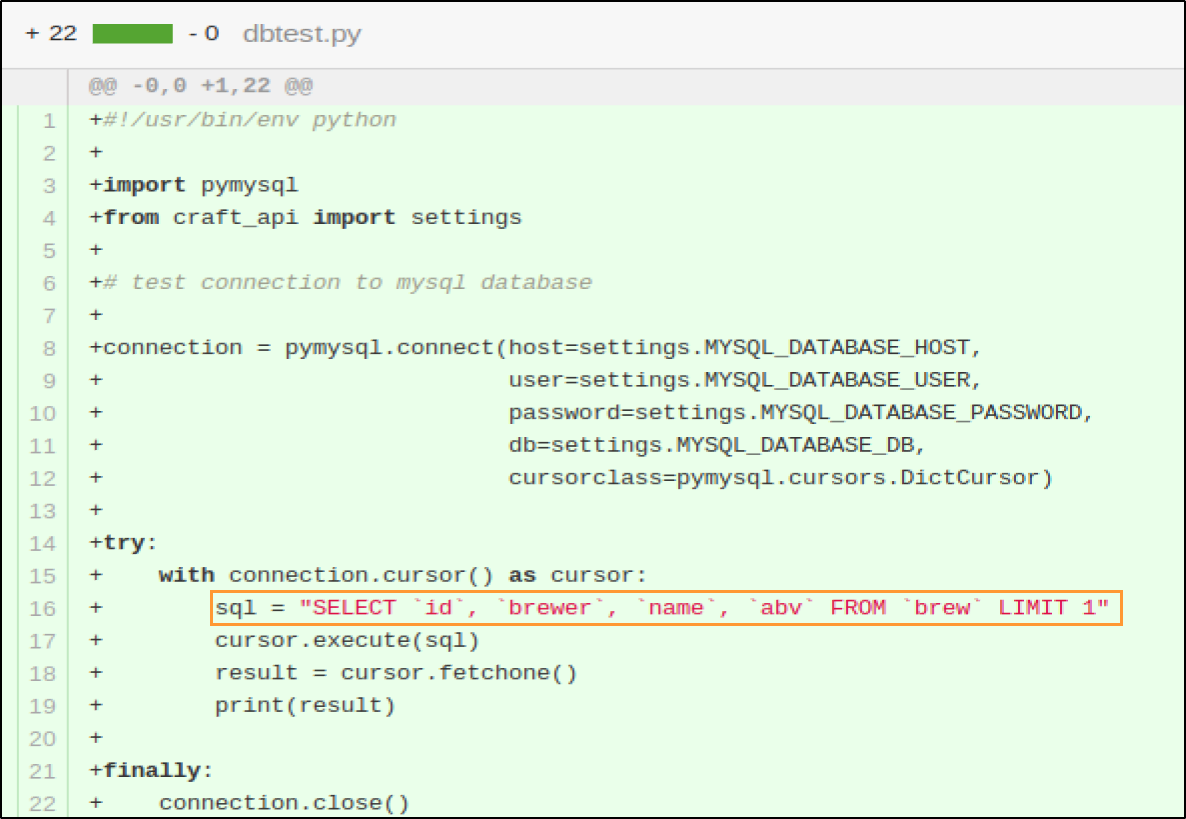 + 22 - 0 dbtest.py
@@ -0,0 +1,22 @@
1 +#!/usr/bin/env python
2 +
3 +import pymysql
4 +from craft_api import settings
5 +
6 +# test connection to mysql database
7 +
8 +connection = pymysql.connect(host=settings.MYSQL_DATABASE_HOST,
9 +                             user=settings.MYSQL_DATABASE_USER,
10 +                             password=settings.MYSQL_DATABASE_PASSWORD,
11 +                             db=settings.MYSQL_DATABASE_DB,
12 +                             cursorclass=pymysql.cursors.DictCursor)
13 +
14 +try:
15 +    with connection.cursor() as cursor:
16 +        sql = "SELECT `id`, `brewer`, `name`, `abv` FROM `brew` LIMIT 1"
17 +        cursor.execute(sql)
18 +        result = cursor.fetchone()
19 +        print(result)
20 +
21 +finally:
22 +    connection.close()